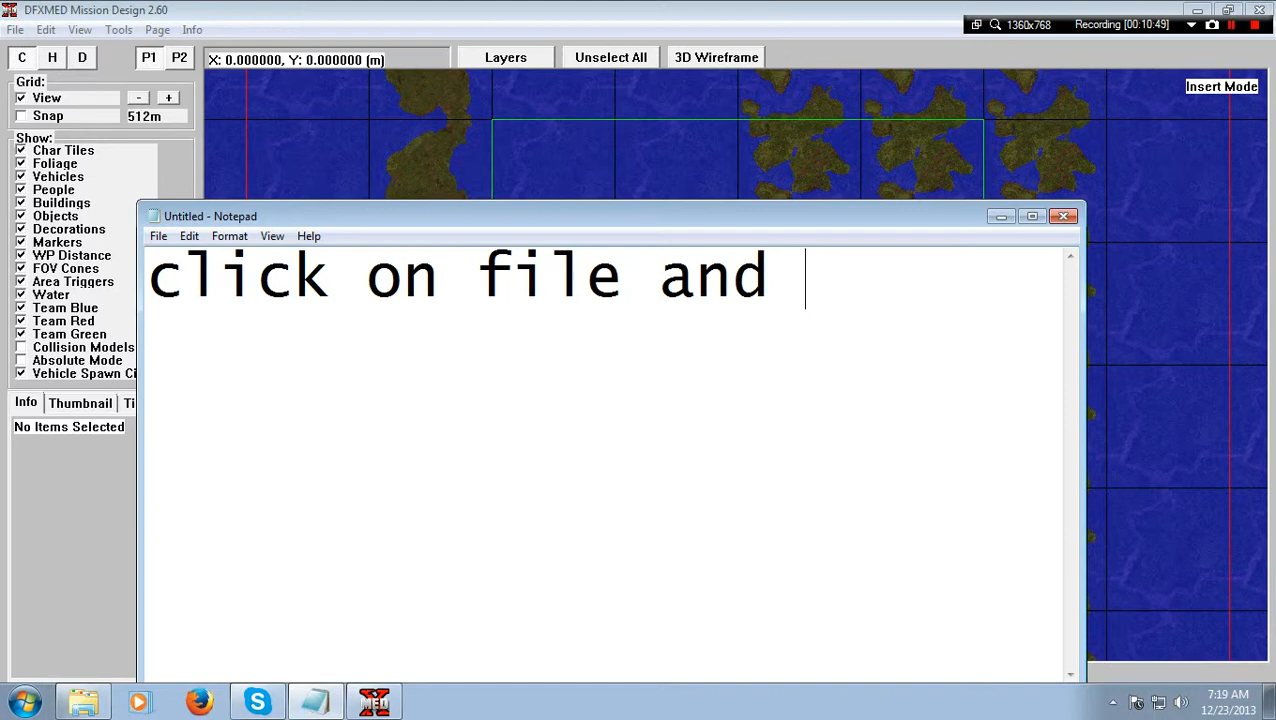 DFXMED Mission Design 2.60
File Edit View Tools Page Info
1360x768 Recording [00:10:49]
C H D P1 P2 X: 0.000000, Y: 0.000000 (m) Layers Unselect All 3D Wireframe
Grid:
View - +
Snap 512m
Insert Mode
Show:
Char Tiles
Foliage
Vehicles
People
Buildings
Objects
Decorations
Markers
WP Distance
FOV Cones
Area Triggers
Water
Team Blue
Team Red
Team Green
Collision Models
Absolute Mode
Vehicle Spawn Ci
Info Thumbnail Ti
No Items Selected
Untitled - Notepad
File Edit Format View Help
click on file and
7:19 AM
12/23/2013